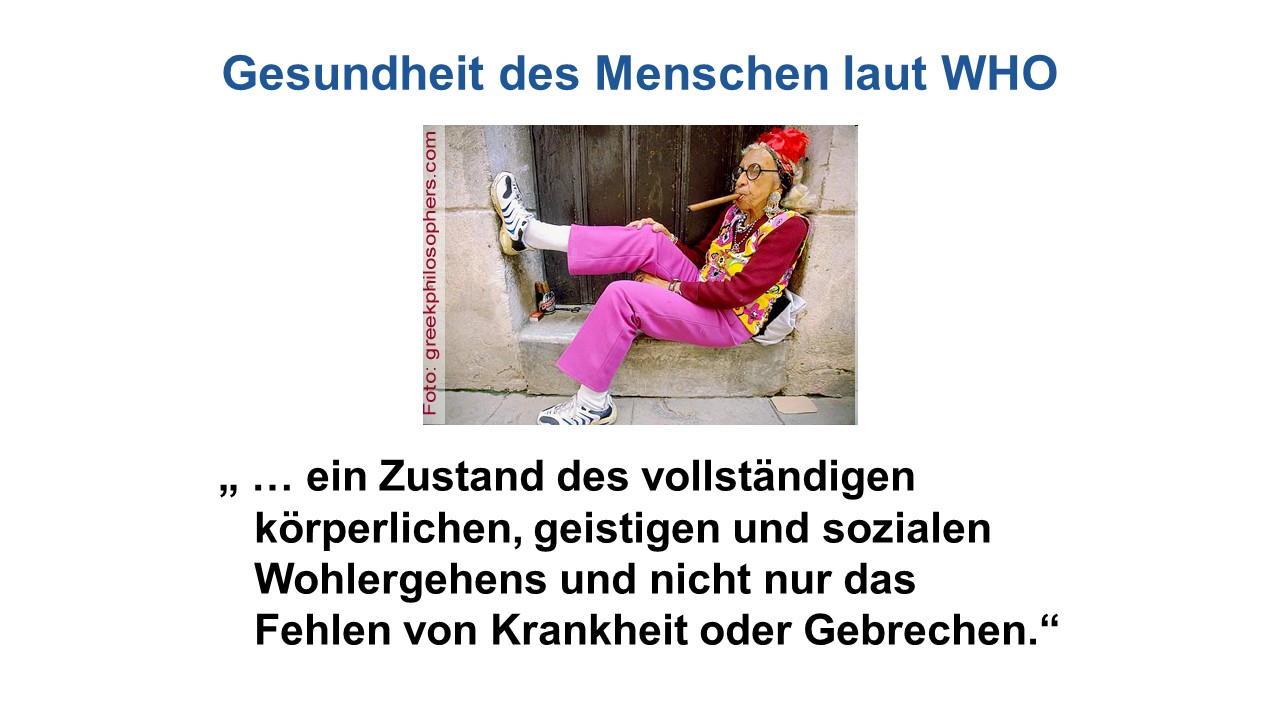 Gesundheit des Menschen laut WHO
Foto: greekphilosophers.com
„ … ein Zustand des vollständigen
körperlichen, geistigen und sozialen
Wohlergehens und nicht nur das
Fehlen von Krankheit oder Gebrechen.“